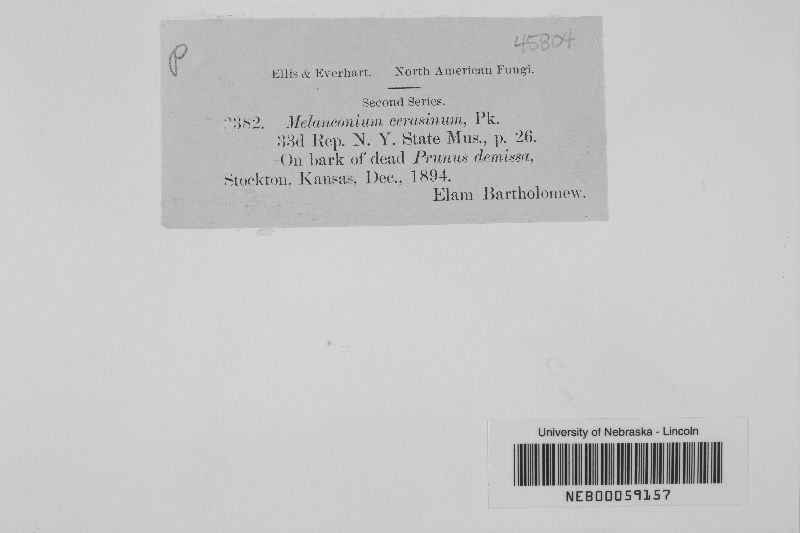 P
45804
Ellis & Everhart. North American Fungi.
Second Series.
2382. Melanconium cerasinum, Pk.
33d Rep. N. Y. State Mus., p. 26.
On bark of dead Prunus demissa,
Stockton, Kansas, Dec., 1894.
Elam Bartholomew.
University of Nebraska - Lincoln
NEB00059157